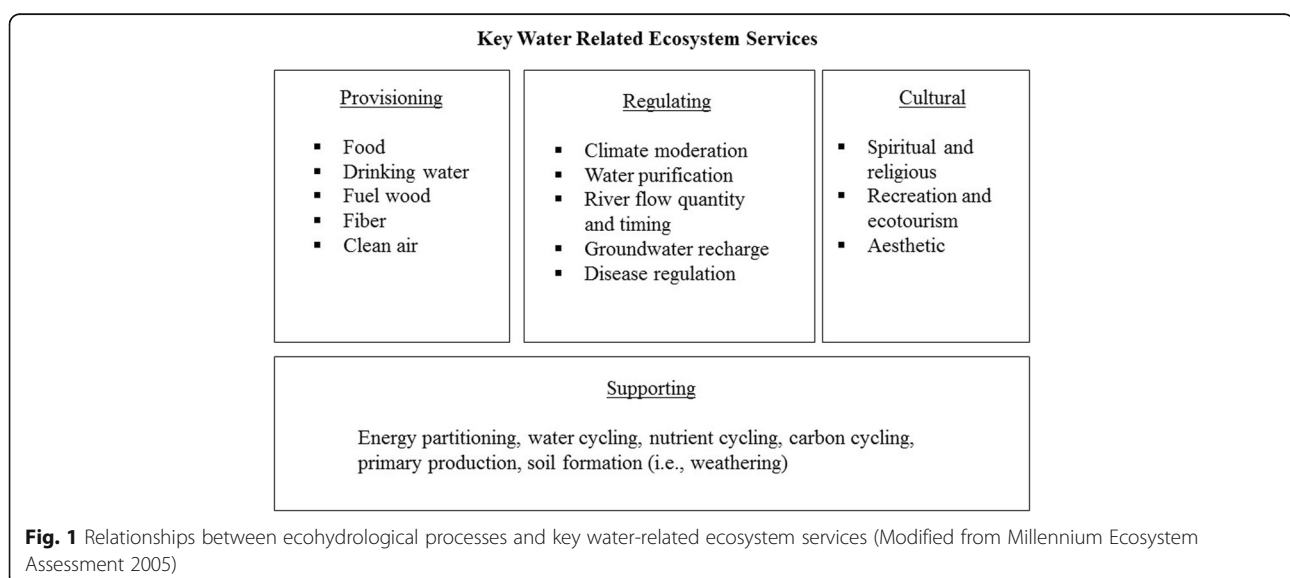 Key Water Related Ecosystem Services
Provisioning
▪ Food
▪ Drinking water
▪ Fuel wood
▪ Fiber
▪ Clean air
Regulating
▪ Climate moderation
▪ Water purification
▪ River flow quantity
and timing
▪ Groundwater recharge
▪ Disease regulation
Cultural
▪ Spiritual and
religious
▪ Recreation and
ecotourism
▪ Aesthetic
Supporting
Energy partitioning, water cycling, nutrient cycling, carbon cycling,
primary production, soil formation (i.e., weathering)
Fig. 1 Relationships between ecohydrological processes and key water-related ecosystem services (Modified from Millennium Ecosystem
Assessment 2005)